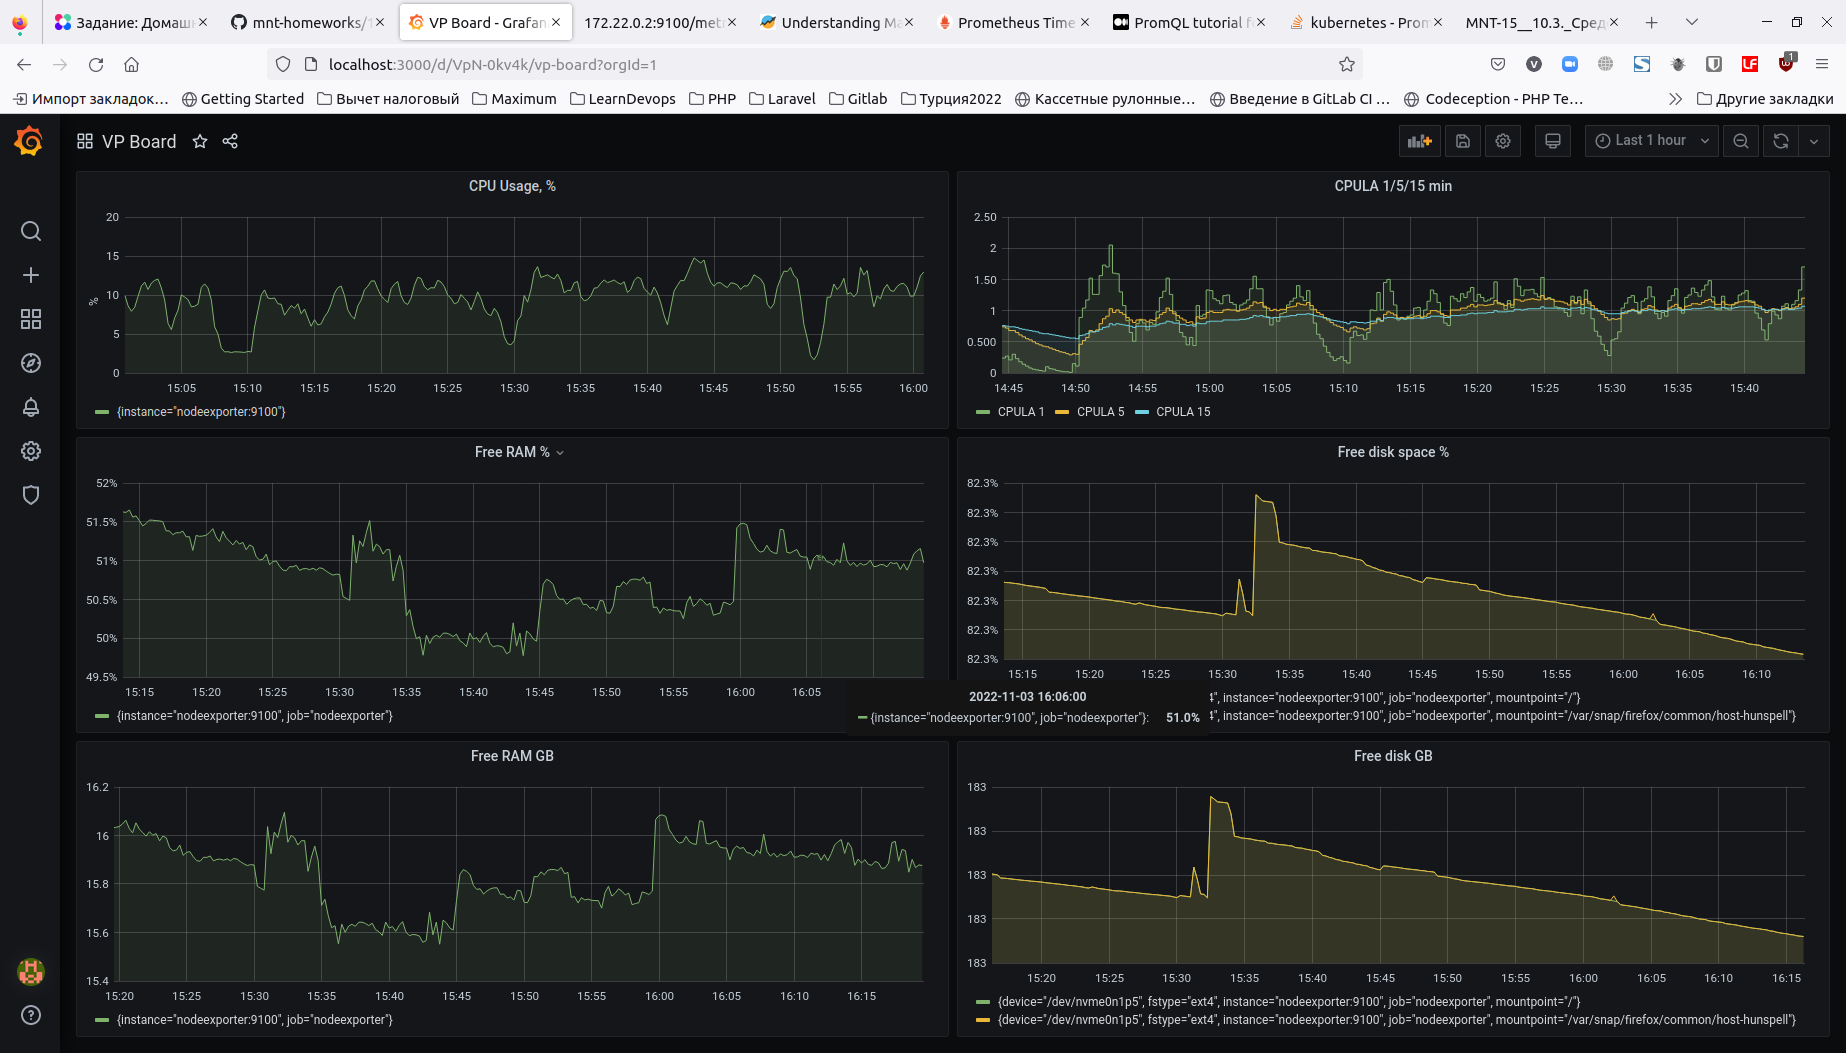 Задание: Домашн
mnt-homeworks/1
VP Board - Grafan
172.22.0.2:9100/metr
Understanding Ma
Prometheus Time
PromQL tutorial f
kubernetes - Prom
MNT-15__10.3._Сред
localhost:3000/d/VpN-0kv4k/vp-board?orgId=1
1
Импорт закладок…
Getting Started
Вычет налоговый
Maximum
LearnDevops
PHP
Laravel
Gitlab
Турция2022
Кассетные рулонные…
Введение в GitLab CI …
Codeception - PHP Te…
Другие закладки
VP Board
Last 1 hour
CPU Usage, %
20
15
10
5
0
%
15:05 15:10 15:15 15:20 15:25 15:30 15:35 15:40 15:45 15:50 15:55 16:00
{instance="nodeexporter:9100"}
CPULA 1/5/15 min
2.50
2
1.50
1
0.500
0
14:45 14:50 14:55 15:00 15:05 15:10 15:15 15:20 15:25 15:30 15:35 15:40
CPULA 1 CPULA 5 CPULA 15
Free RAM %
52%
51.5%
51%
50.5%
50%
49.5%
15:15 15:20 15:25 15:30 15:35 15:40 15:45 15:50 15:55 16:00 16:05
{instance="nodeexporter:9100", job="nodeexporter"}
Free disk space %
82.3%
82.3%
82.3%
82.3%
82.3%
82.3%
82.3%
15:15 15:20 15:25 15:30 15:35 15:40 15:45 15:50 15:55 16:00 16:05 16:10
2022-11-03 16:06:00
{instance="nodeexporter:9100", job="nodeexporter"}: 51.0%
4", instance="nodeexporter:9100", job="nodeexporter", mountpoint="/"}
4", instance="nodeexporter:9100", job="nodeexporter", mountpoint="/var/snap/firefox/common/host-hunspell"}
Free RAM GB
16.2
16
15.8
15.6
15.4
15:20 15:25 15:30 15:35 15:40 15:45 15:50 15:55 16:00 16:05 16:10 16:15
{instance="nodeexporter:9100", job="nodeexporter"}
Free disk GB
183
183
183
183
183
15:20 15:25 15:30 15:35 15:40 15:45 15:50 15:55 16:00 16:05 16:10 16:15
{device="/dev/nvme0n1p5", fstype="ext4", instance="nodeexporter:9100", job="nodeexporter", mountpoint="/"}
{device="/dev/nvme0n1p5", fstype="ext4", instance="nodeexporter:9100", job="nodeexporter", mountpoint="/var/snap/firefox/common/host-hunspell"}